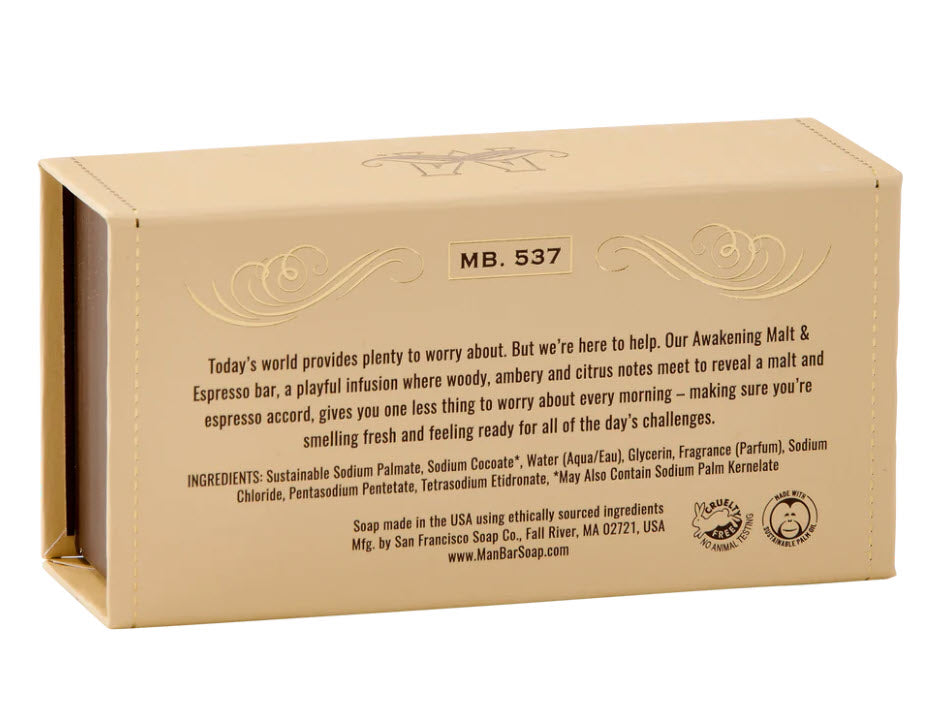 MB. 537
Today's world provides plenty to worry about. But we're here to help. Our Awakening Malt &
Espresso bar, a playful infusion where woody, ambery and citrus notes meet to reveal a malt and
espresso accord, gives you one less thing to worry about every morning – making sure you're
smelling fresh and feeling ready for all of the day's challenges.
INGREDIENTS: Sustainable Sodium Palmate, Sodium Cocoate*, Water (Aqua/Eau), Glycerin, Fragrance (Parfum), Sodium
Chloride, Pentasodium Pentetate, Tetrasodium Etidronate, *May Also Contain Sodium Palm Kernelate
Soap made in the USA using ethically sourced ingredients
Mfg. by San Francisco Soap Co., Fall River, MA 02721, USA
www.ManBarSoap.com
CRUELTY
FREE
NO ANIMAL TESTING
MADE WITH
SUSTAINABLE PALM OIL